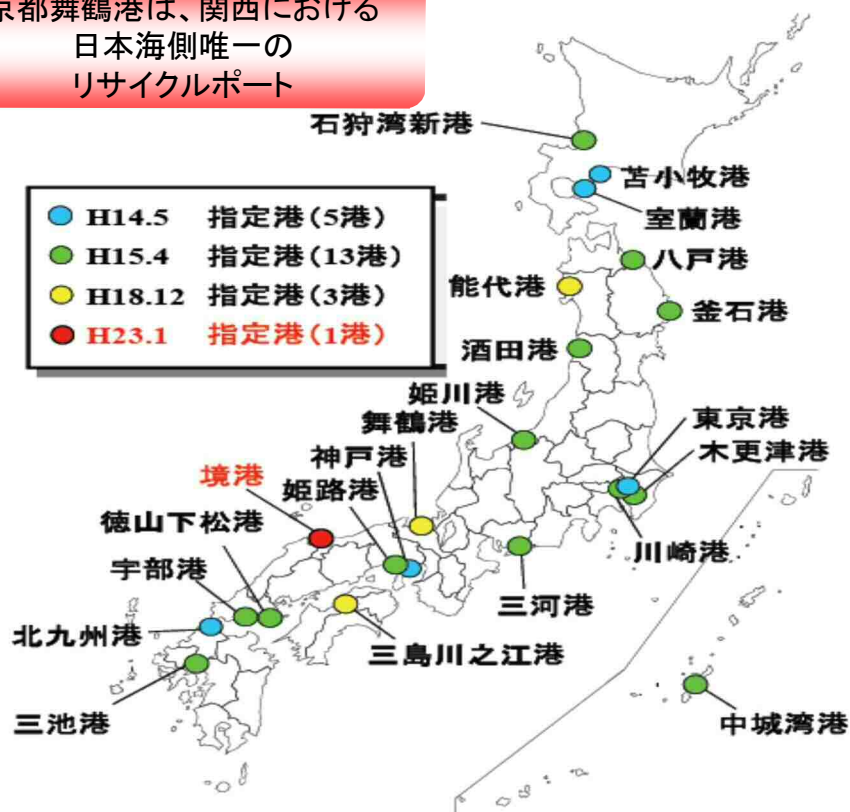 京都舞鶴港は、関西における
日本海側唯一の
リサイクルポート
石狩湾新港
苫小牧港
室蘭港
H14.5 指定港(5港)
H15.4 指定港(13港)
H18.12 指定港(3港)
H23.1 指定港(1港)
八戸港
能代港
釜石港
酒田港
姫川港
舞鶴港
東京港
神戸港
木更津港
境港
姫路港
徳山下松港
川崎港
宇部港
三河港
北九州港
三島川之江港
三池港
中城湾港